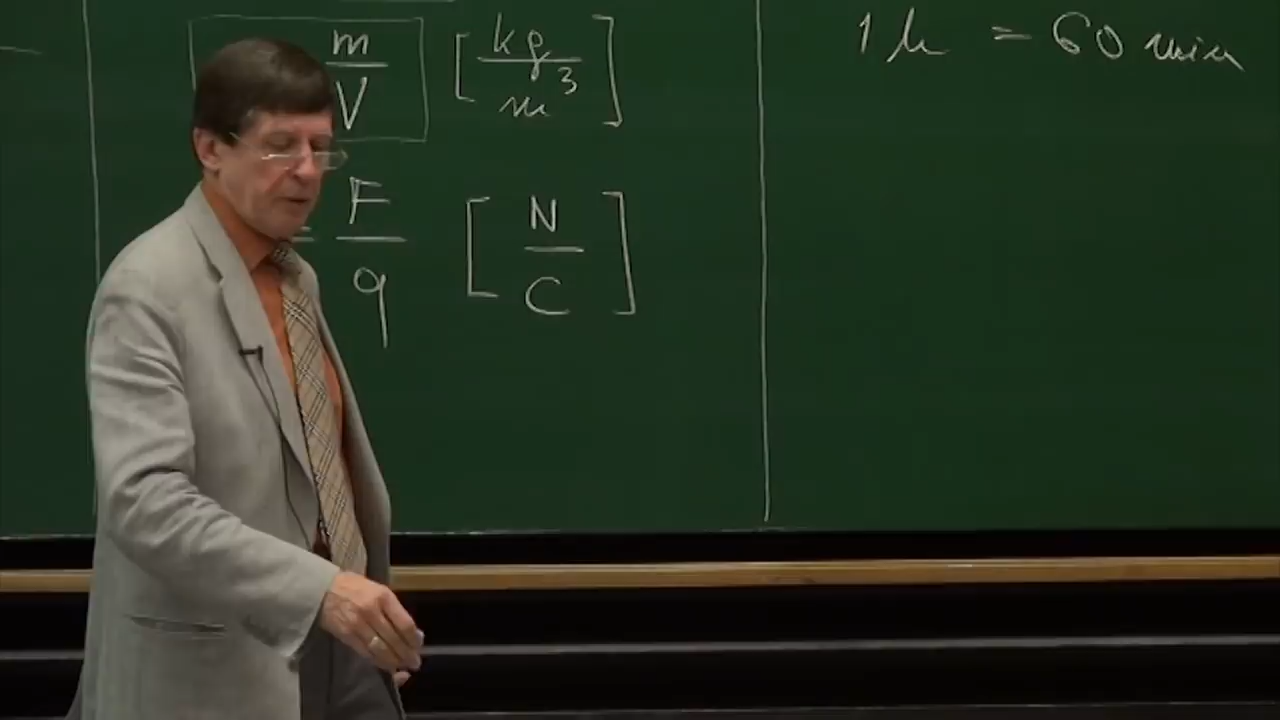 m/V [kg/m³]
= F/q [N/C]
1 h = 60 min